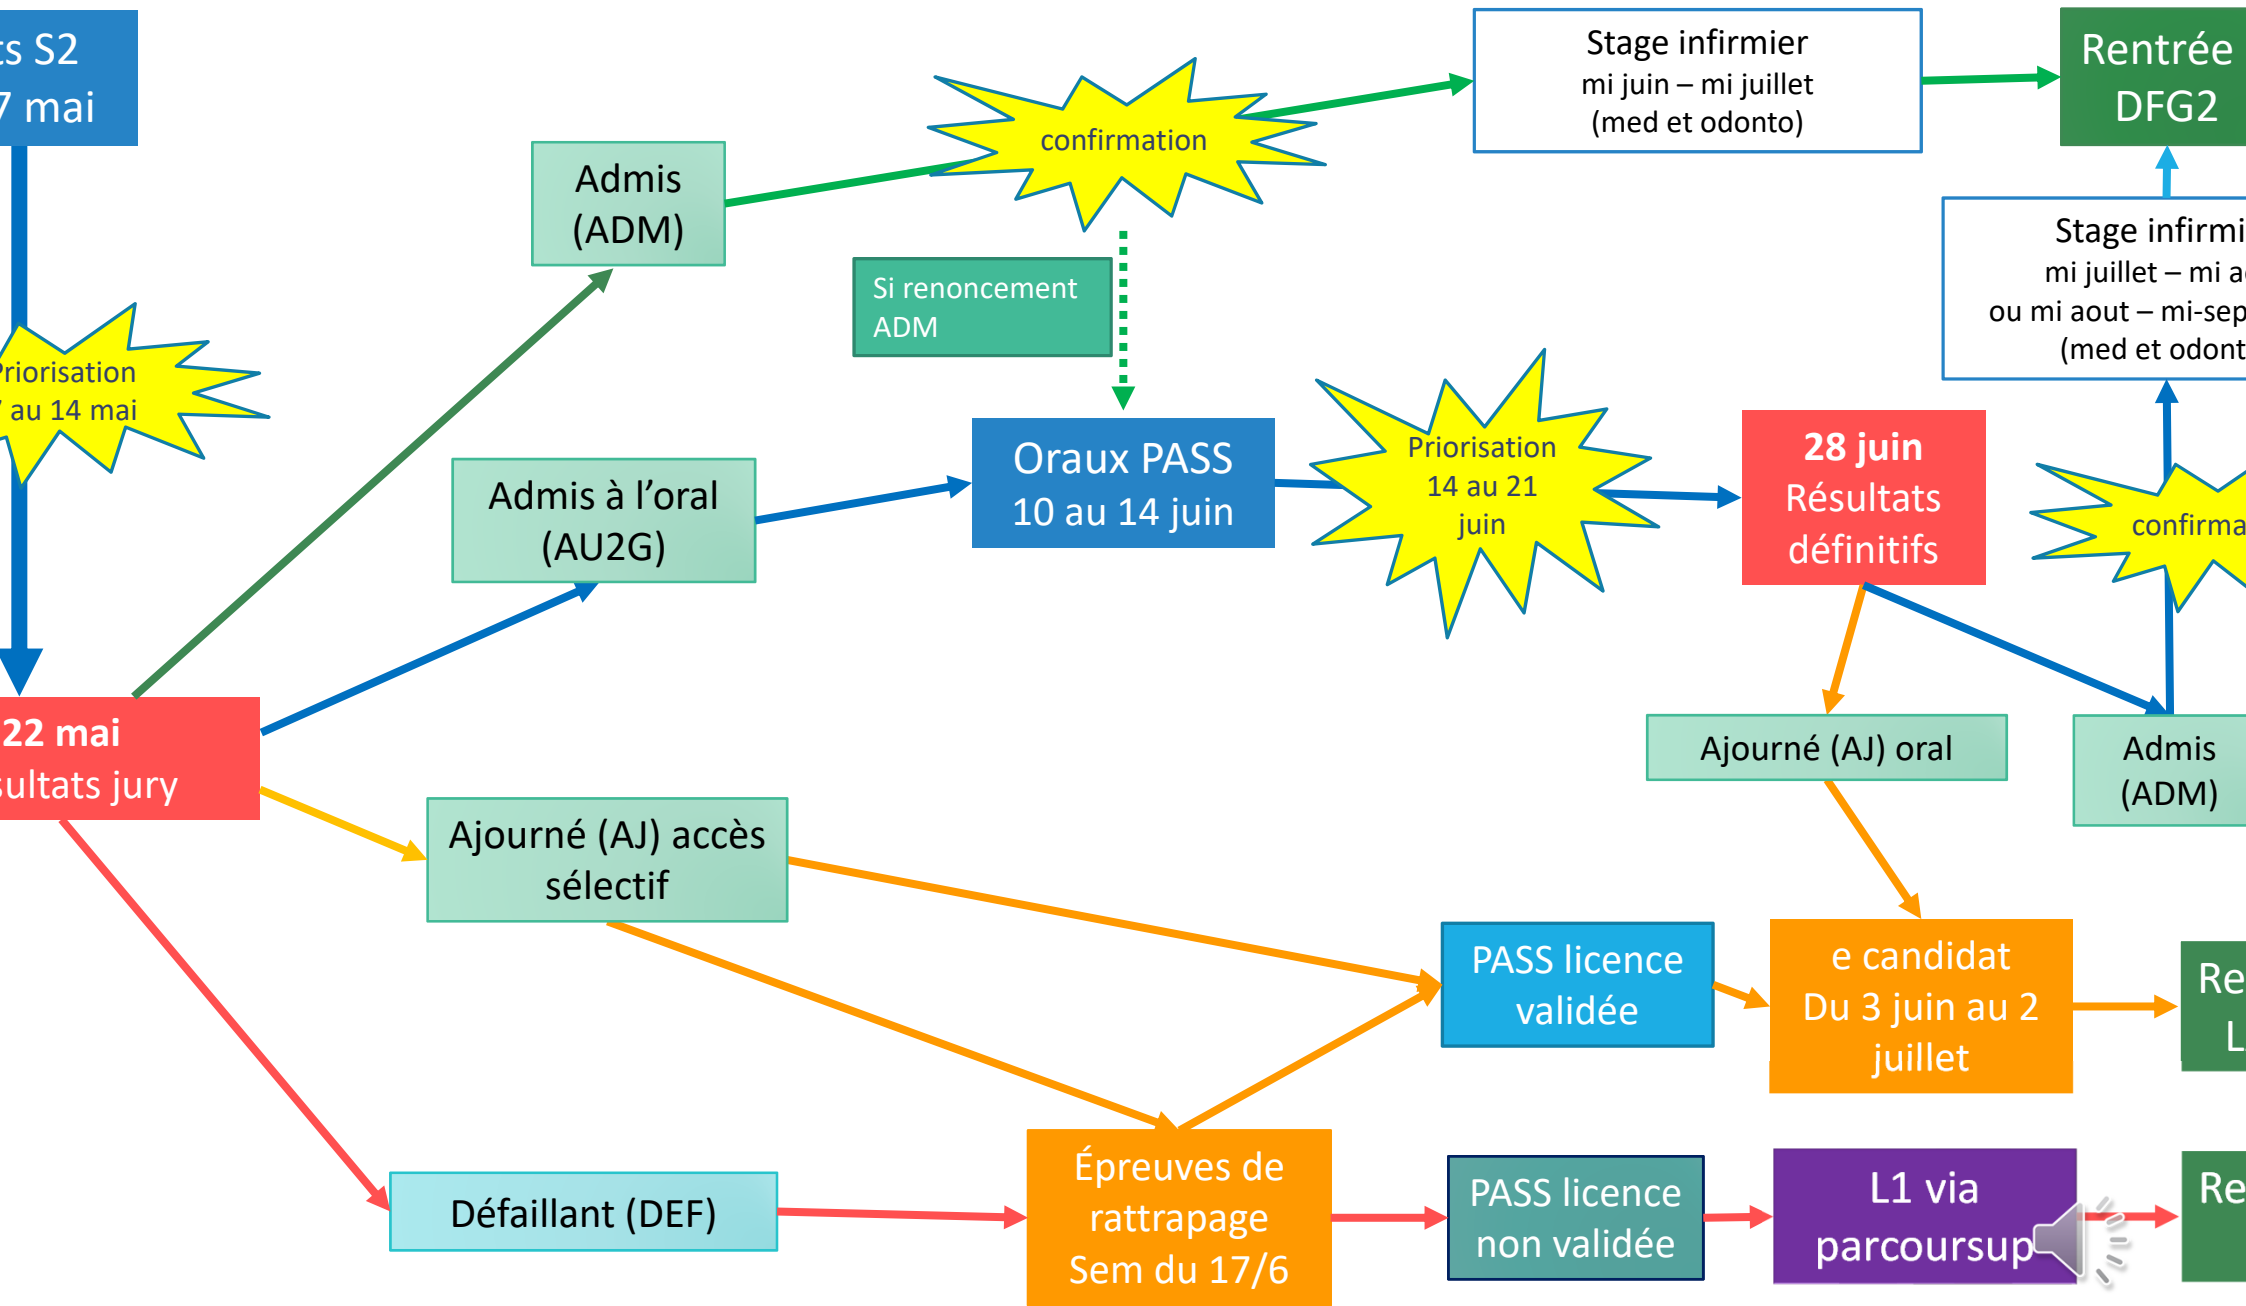 ts S2
7 mai
Priorisation
7 au 14 mai
22 mai
sultats jury
Admis
(ADM)
confirmation
Si renoncement
ADM
Stage infirmier
mi juin – mi juillet
(med et odonto)
Rentrée
DFG2
Stage infirmi
mi juillet – mi a
ou mi aout – mi-sep
(med et odont
Admis à l’oral
(AU2G)
Oraux PASS
10 au 14 juin
Priorisation
14 au 21
juin
28 juin
Résultats
définitifs
confirma
Ajourné (AJ) oral
Admis
(ADM)
Ajourné (AJ) accès
sélectif
PASS licence
validée
e candidat
Du 3 juin au 2
juillet
Re
L
Défaillant (DEF)
Épreuves de
rattrapage
Sem du 17/6
PASS licence
non validée
L1 via
parcoursup
Re